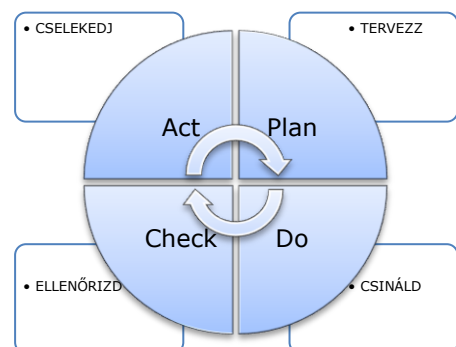 • CSELEKEDJ
• TERVEZZ
Act
Plan
Check
Do
• ELLENŐRIZD
• CSINÁLD